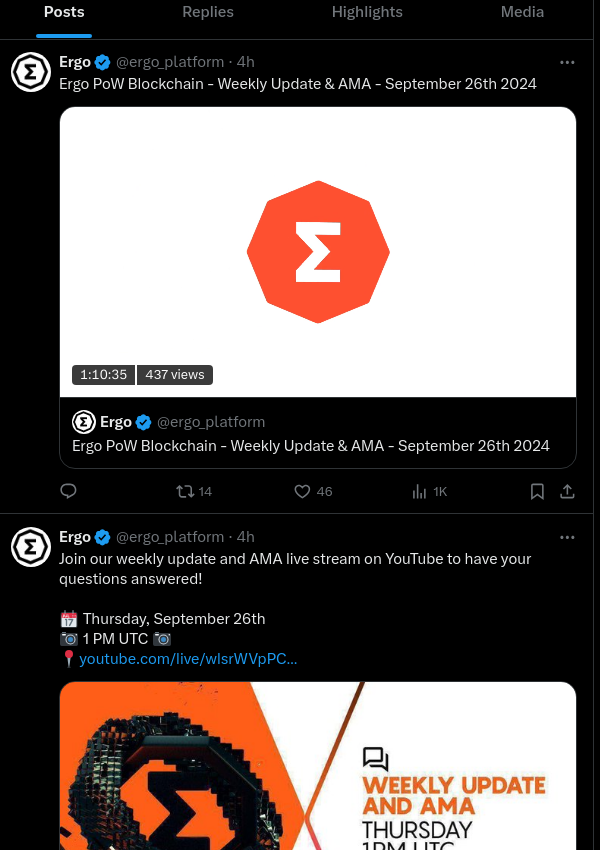 Posts Replies Highlights Media
Ergo @ergo_platform · 4h
Ergo PoW Blockchain - Weekly Update & AMA - September 26th 2024
Σ
1:10:35 437 views
Ergo @ergo_platform
Ergo PoW Blockchain - Weekly Update & AMA - September 26th 2024
14 46 1K
Ergo @ergo_platform · 4h
Join our weekly update and AMA live stream on YouTube to have your
questions answered!
📅 Thursday, September 26th
📷 1 PM UTC 📷
📍 youtube.com/live/wlsrWVpPC…
WEEKLY UPDATE
AND AMA
THURSDAY
1PM UTC